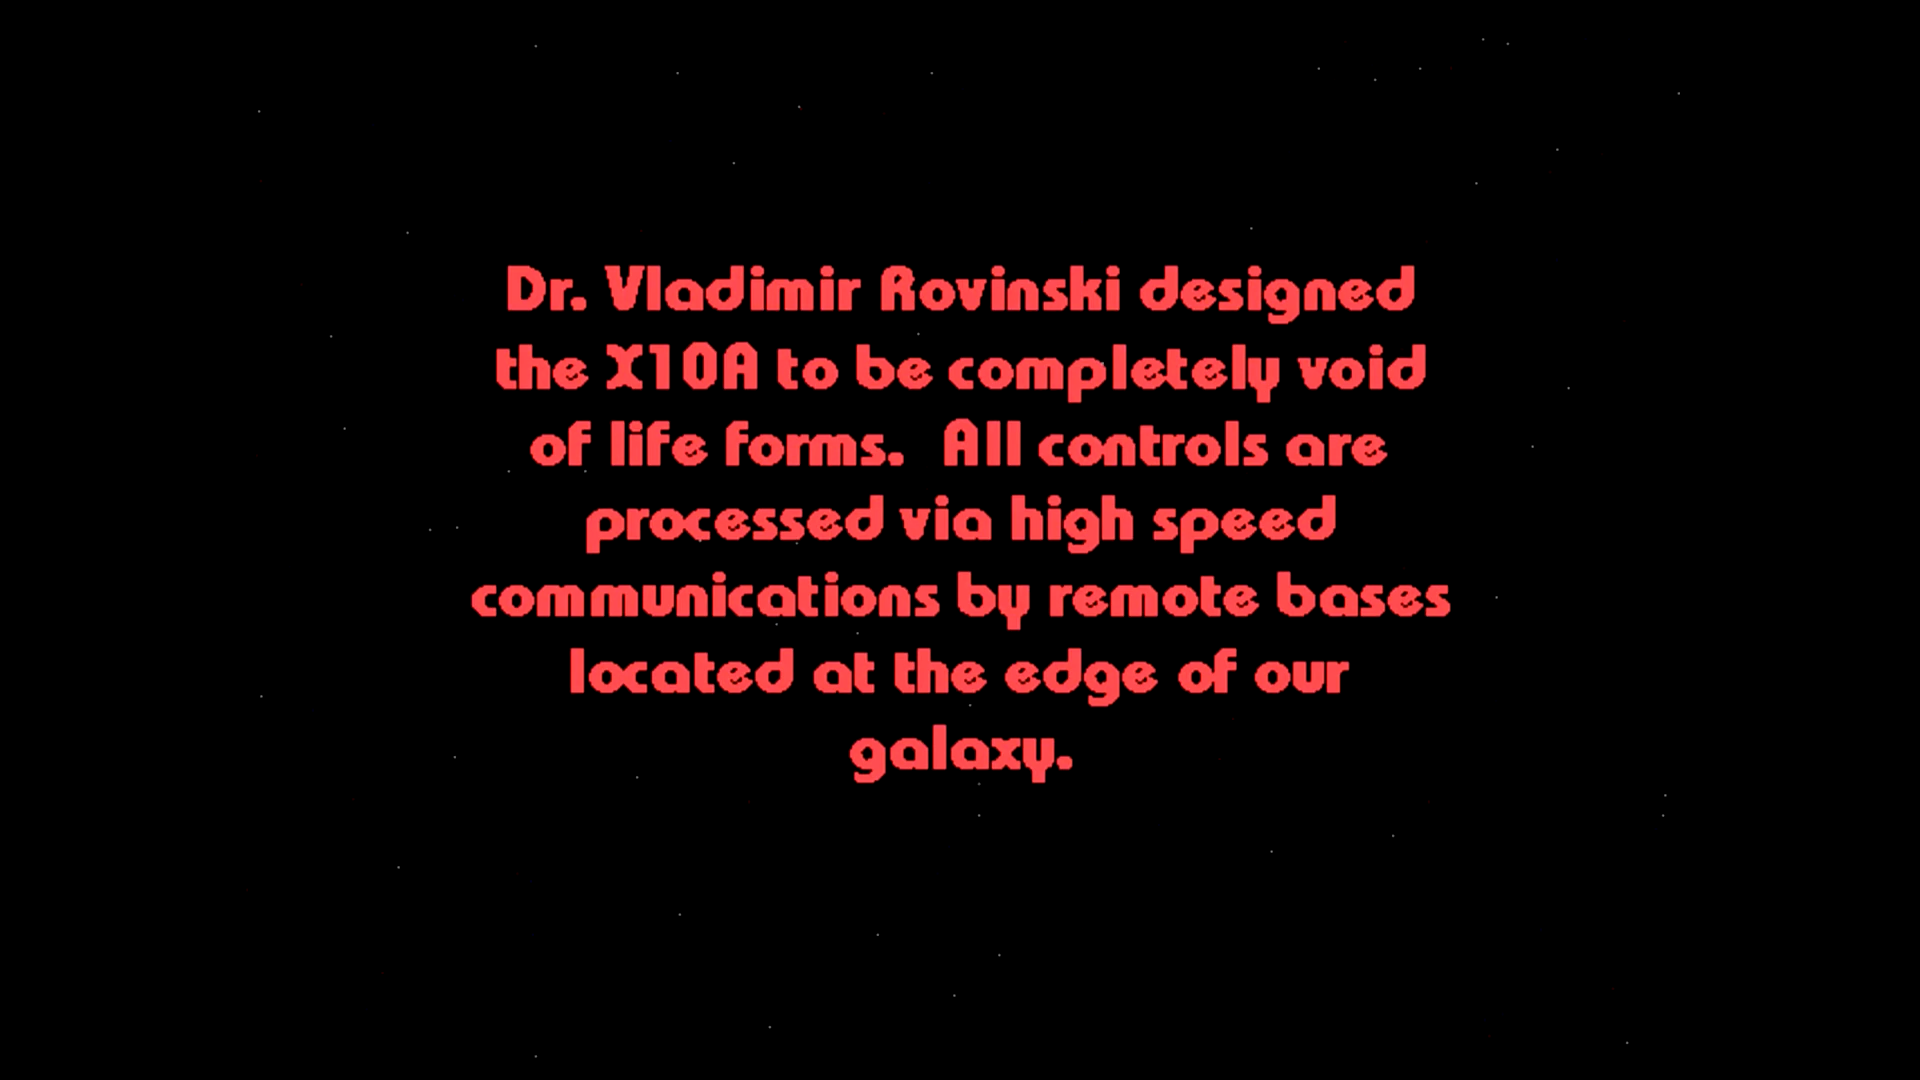 Dr. Vladimir Rovinski designed
the X10A to be completely void
of life forms.  All controls are
processed via high speed
communications by remote bases
located at the edge of our
galaxy.